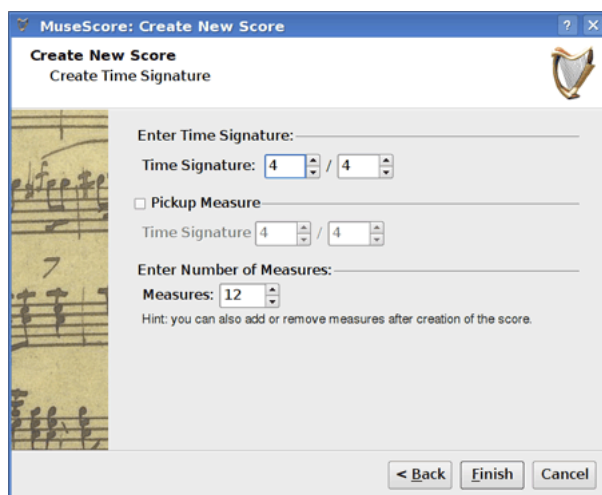 MuseScore: Create New Score
Create New Score
Create Time Signature
Enter Time Signature:
Time Signature: 4 / 4
Pickup Measure
Time Signature 4 / 4
Enter Number of Measures:
Measures: 12
Hint: you can also add or remove measures after creation of the score.
< Back Finish Cancel